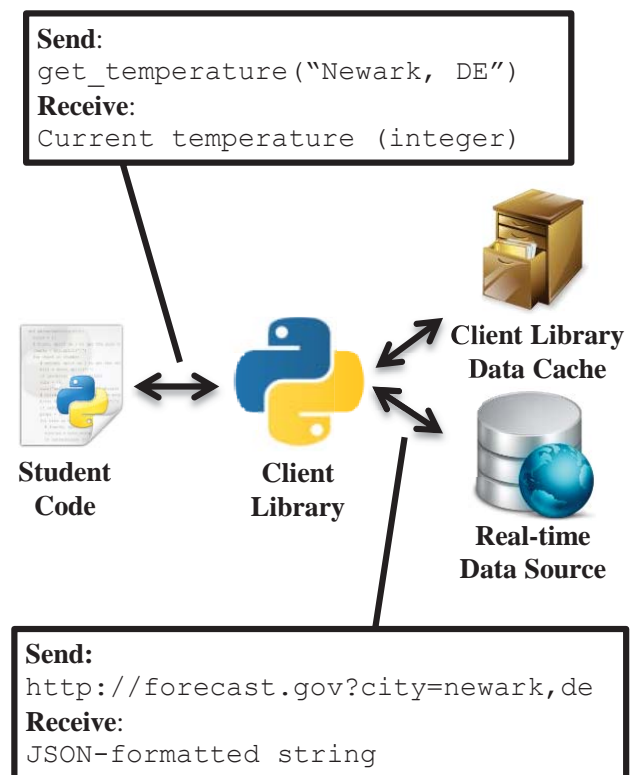 Send:
get_temperature(“Newark, DE”)
Receive:
Current temperature (integer)
Client Library
Data Cache
Student
Code
Client
Library
Real-time
Data Source
Send:
http://forecast.gov?city=newark,de
Receive:
JSON-formatted string